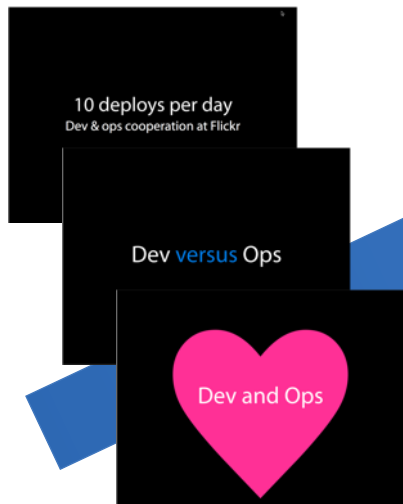 10 deploys per day
Dev & ops cooperation at Flickr
Dev versus Ops
Dev and Ops